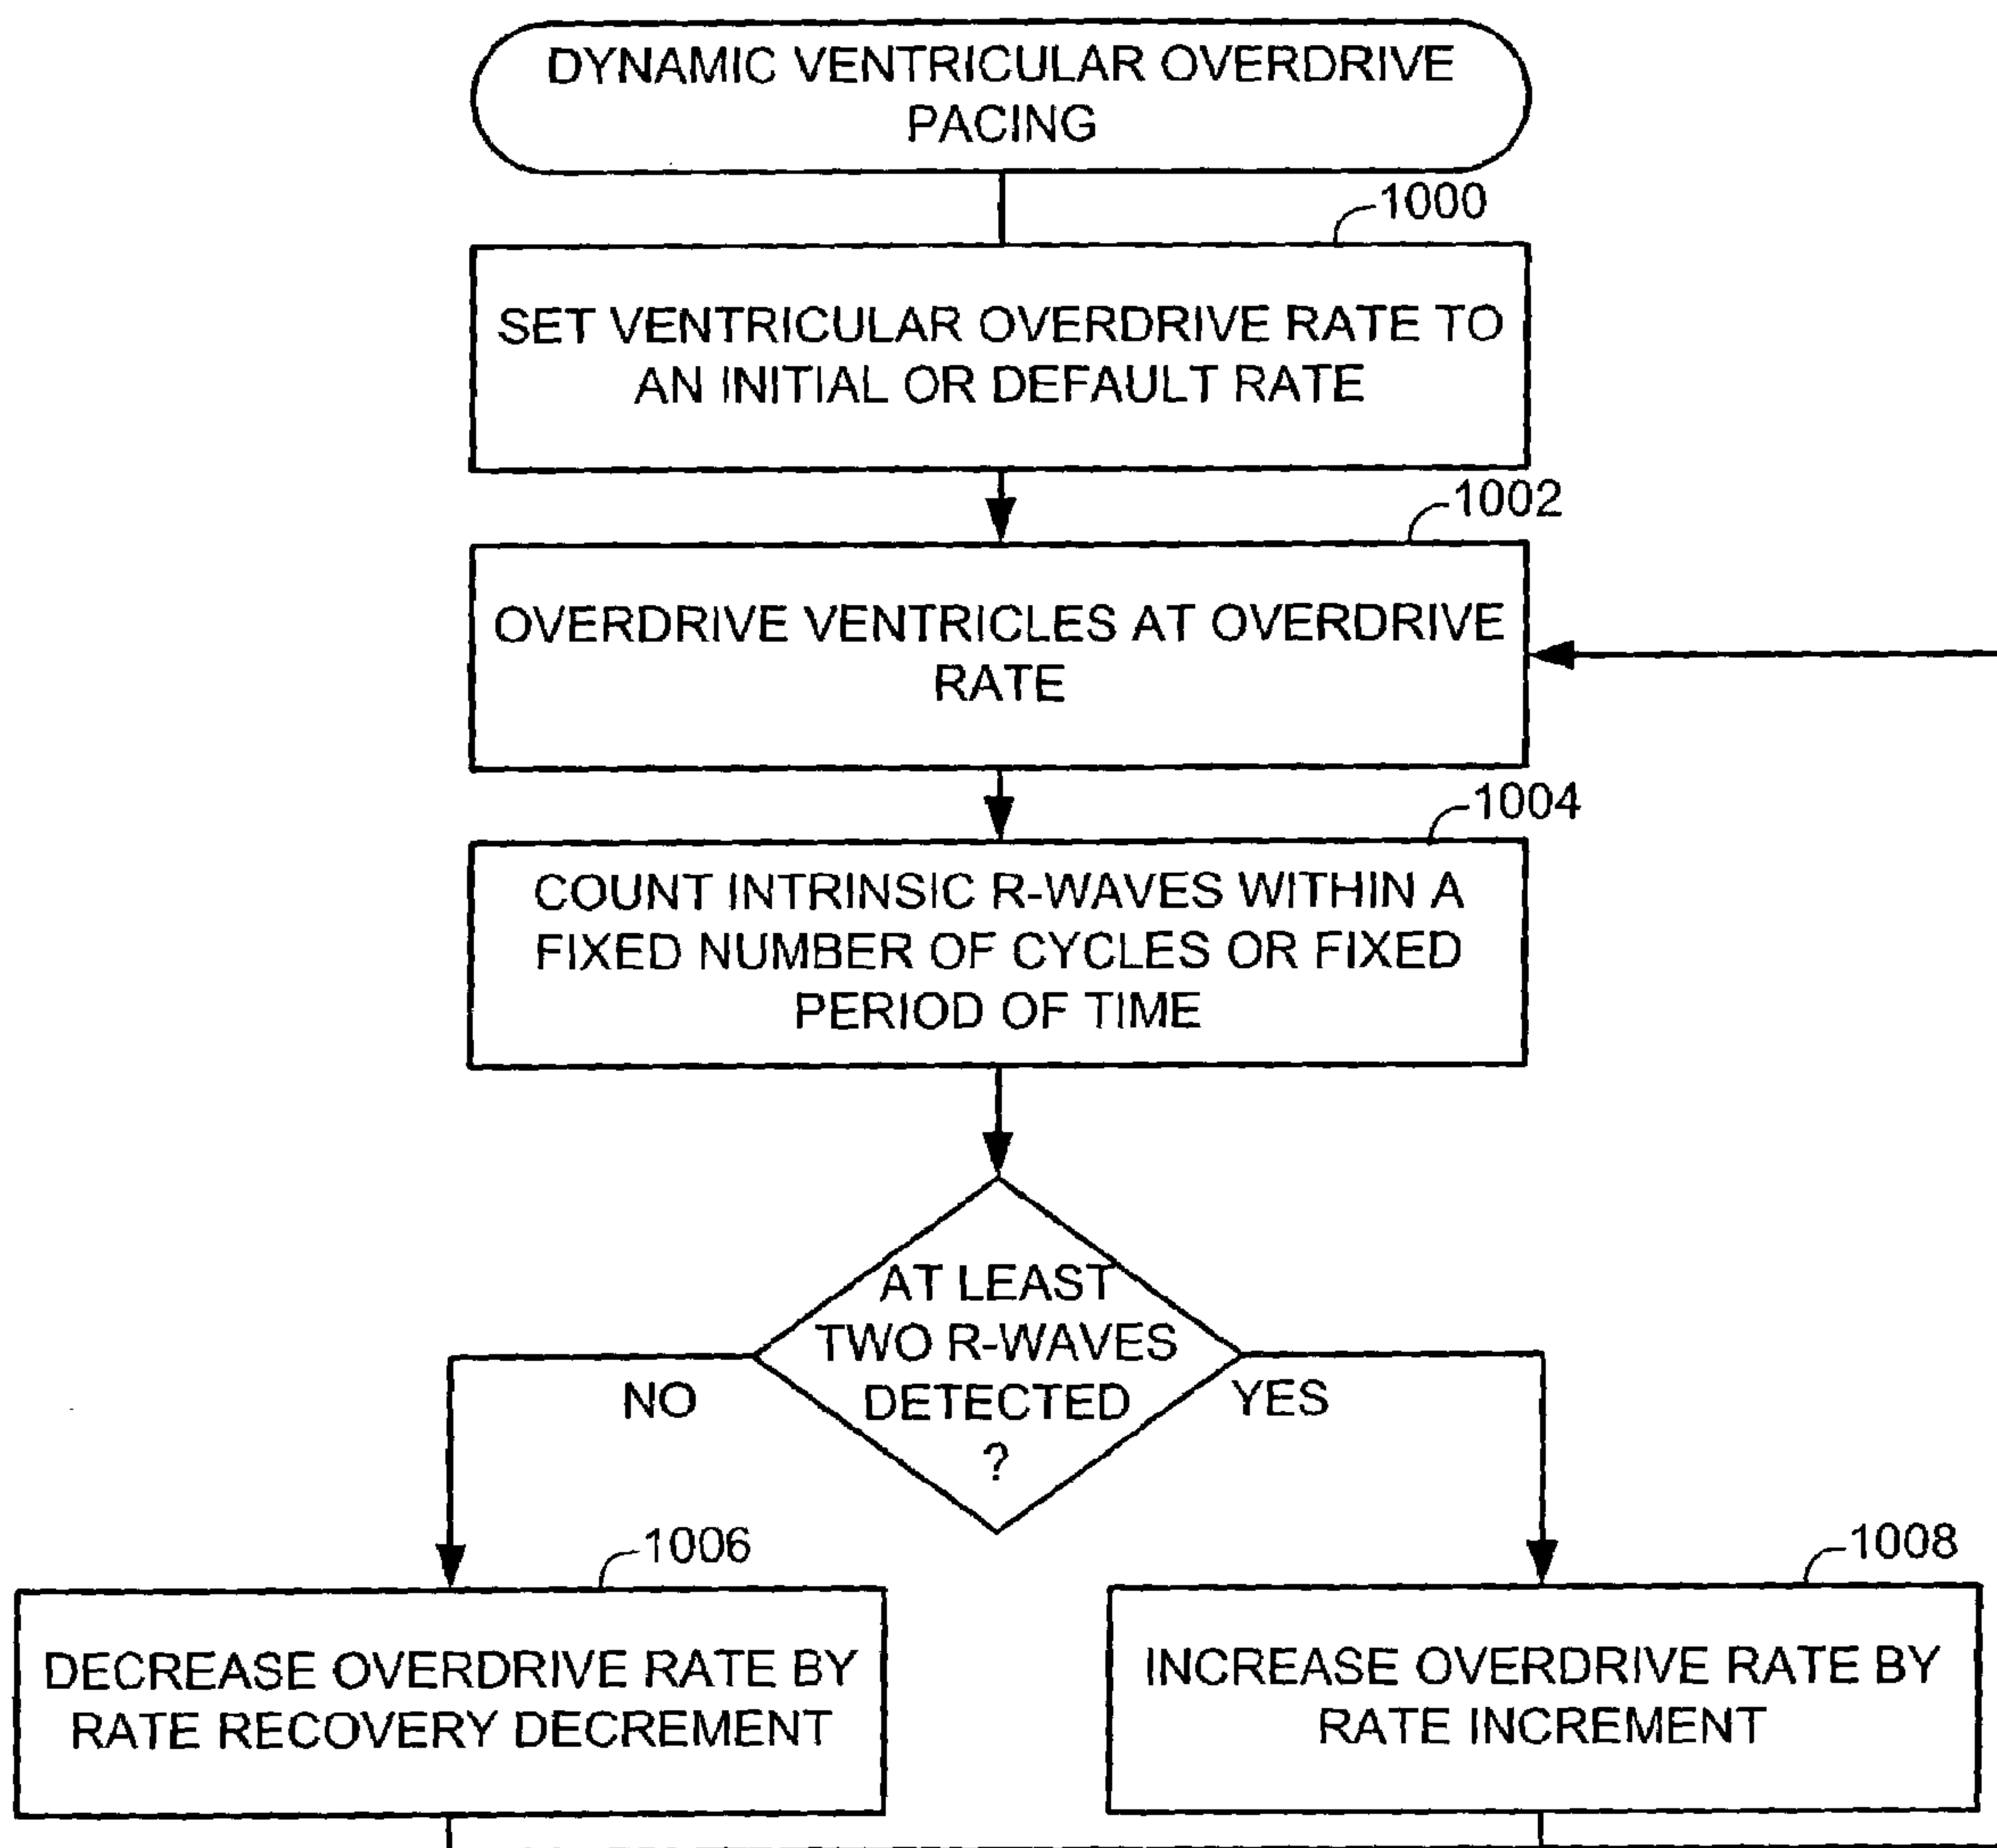 DYNAMIC VENTRICULAR OVERDRIVE
PACING
1000
SET VENTRICULAR OVERDRIVE RATE TO
AN INITIAL OR DEFAULT RATE
1002
OVERDRIVE VENTRICLES AT OVERDRIVE
RATE
1004
COUNT INTRINSIC R-WAVES WITHIN A
FIXED NUMBER OF CYCLES OR FIXED
PERIOD OF TIME
AT LEAST
TWO R-WAVES
DETECTED
?
NO
YES
1006
DECREASE OVERDRIVE RATE BY
RATE RECOVERY DECREMENT
1008
INCREASE OVERDRIVE RATE BY
RATE INCREMENT